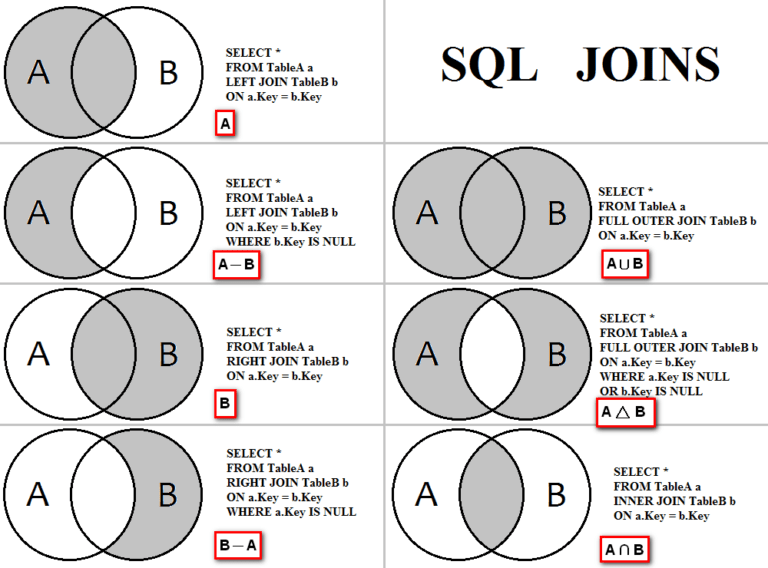 A
B
SELECT *
FROM TableA a
LEFT JOIN TableB b
ON a.Key = b.Key
A
SQL JOINS
A
B
SELECT *
FROM TableA a
LEFT JOIN TableB b
ON a.Key = b.Key
WHERE b.Key IS NULL
A – B
A
B
SELECT *
FROM TableA a
FULL OUTER JOIN TableB b
ON a.Key = b.Key
A ∪ B
A
B
SELECT *
FROM TableA a
RIGHT JOIN TableB b
ON a.Key = b.Key
B
A
B
SELECT *
FROM TableA a
FULL OUTER JOIN TableB b
ON a.Key = b.Key
WHERE a.Key IS NULL
OR b.Key IS NULL
A △ B
A
B
SELECT *
FROM TableA a
RIGHT JOIN TableB b
ON a.Key = b.Key
WHERE a.Key IS NULL
B – A
A
B
SELECT *
FROM TableA a
INNER JOIN TableB b
ON a.Key = b.Key
A ∩ B